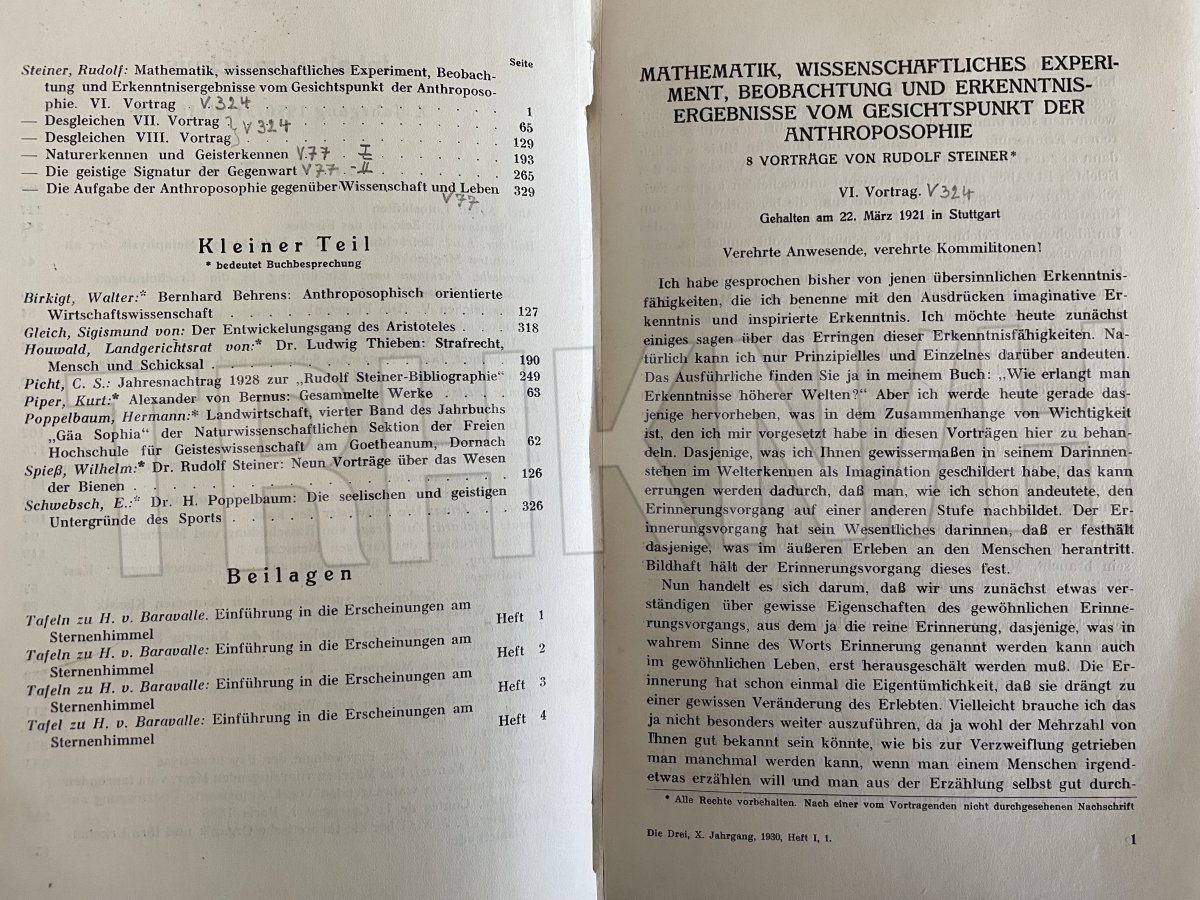 Seite
Steiner, Rudolf: Mathematik, wissenschaftliches Experiment, Beobach-
tung und Erkenntnisergebnisse vom Gesichtspunkt der Anthroposo-
phie. VI. Vortrag . V. 324 . . . . . . . . . . . . 1
— Desgleichen VII. Vortrag . } V 324 . . . . . . . . . . 65
— Desgleichen VIII. Vortrag . . . . . . . . . . . 129
— Naturerkennen und Geisterkennen V.77 . I . . . . . . . 193
— Die geistige Signatur der Gegenwart V77 . - II . . . . . . 265
— Die Aufgabe der Anthroposophie gegenüber Wissenschaft und Leben 329
V77
Kleiner Teil
* bedeutet Buchbesprechung
Birkigt, Walter:* Bernhard Behrens: Anthroposophisch orientierte
Wirtschaftswissenschaft . . . . . . . . . . . . 127
Gleich, Sigismund von: Der Entwickelungsgang des Aristoteles . . . 318
Houwald, Landgerichtsrat von:* Dr. Ludwig Thieben: Strafrecht,
Mensch und Schicksal . . . . . . . . . . . . . 190
Picht, C. S.: Jahresnachtrag 1928 zur „Rudolf Steiner-Bibliographie“ 249
Piper, Kurt:* Alexander von Bernus: Gesammelte Werke . . . . 63
Poppelbaum, Hermann:* Landwirtschaft, vierter Band des Jahrbuchs
„Gäa Sophia“ der Naturwissenschaftlichen Sektion der Freien
Hochschule für Geisteswissenschaft am Goetheanum, Dornach 62
Spieß, Wilhelm:* Dr. Rudolf Steiner: Neun Vorträge über das Wesen
der Bienen . . . . . . . . . . . . . . . . 126
Schwebsch, E.:* Dr. H. Poppelbaum: Die seelischen und geistigen
Untergründe des Sports . . . . . . . . . . . . 326
Beilagen
Tafeln zu H. v. Baravalle. Einführung in die Erscheinungen am
Sternenhimmel Heft 1
Tafeln zu H. v. Baravalle: Einführung in die Erscheinungen am
Sternenhimmel Heft 2
Tafeln zu H. v. Baravalle: Einführung in die Erscheinungen am
Sternenhimmel Heft 3
Tafel zu H. v. Baravalle: Einführung in die Erscheinungen am
Sternenhimmel Heft 4
MATHEMATIK, WISSENSCHAFTLICHES EXPERI-
MENT, BEOBACHTUNG UND ERKENNTNIS-
ERGEBNISSE VOM GESICHTSPUNKT DER
ANTHROPOSOPHIE
8 VORTRÄGE VON RUDOLF STEINER*
VI. Vortrag. V 324
Gehalten am 22. März 1921 in Stuttgart
Verehrte Anwesende, verehrte Kommilitonen!
Ich habe gesprochen bisher von jenen übersinnlichen Erkenntnis-
fähigkeiten, die ich benenne mit den Ausdrücken imaginative Er-
kenntnis und inspirierte Erkenntnis. Ich möchte heute zunächst
einiges sagen über das Erringen dieser Erkenntnisfähigkeiten. Na-
türlich kann ich nur Prinzipielles und Einzelnes darüber andeuten.
Das Ausführliche finden Sie ja in meinem Buch: „Wie erlangt man
Erkenntnisse höherer Welten?“ Aber ich werde heute gerade das-
jenige hervorheben, was in dem Zusammenhange von Wichtigkeit
ist, den ich mir vorgesetzt habe in diesen Vorträgen hier zu behan-
deln. Dasjenige, was ich Ihnen gewissermaßen in seinem Darinnen-
stehen im Welterkennen als Imagination geschildert habe, das kann
errungen werden dadurch, daß man, wie ich schon andeutete, den
Erinnerungsvorgang auf einer anderen Stufe nachbildet. Der Er-
innerungsvorgang hat sein Wesentliches darinnen, daß er festhält
dasjenige, was im äußeren Erleben an den Menschen herantritt.
Bildhaft hält der Erinnerungsvorgang dieses fest.
Nun handelt es sich darum, daß wir uns zunächst etwas ver-
ständigen über gewisse Eigenschaften des gewöhnlichen Erinne-
rungsvorgangs, aus dem ja die reine Erinnerung, dasjenige, was in
wahrem Sinne des Worts Erinnerung genannt werden kann auch
im gewöhnlichen Leben, erst herausgeschält werden muß. Die Er-
innerung hat schon einmal die Eigentümlichkeit, daß sie drängt zu
einer gewissen Veränderung des Erlebten. Vielleicht brauche ich das
ja nicht besonders weiter auszuführen, da ja wohl der Mehrzahl von
Ihnen gut bekannt sein könnte, wie bis zur Verzweiflung getrieben
man manchmal werden kann, wenn man einem Menschen irgend-
etwas erzählen will und man aus der Erzählung selbst gut durch-
* Alle Rechte vorbehalten. Nach einer vom Vortragenden nicht durchgesehenen Nachschrift
Die Drei, X. Jahrgang, 1930, Heft I, 1. 1